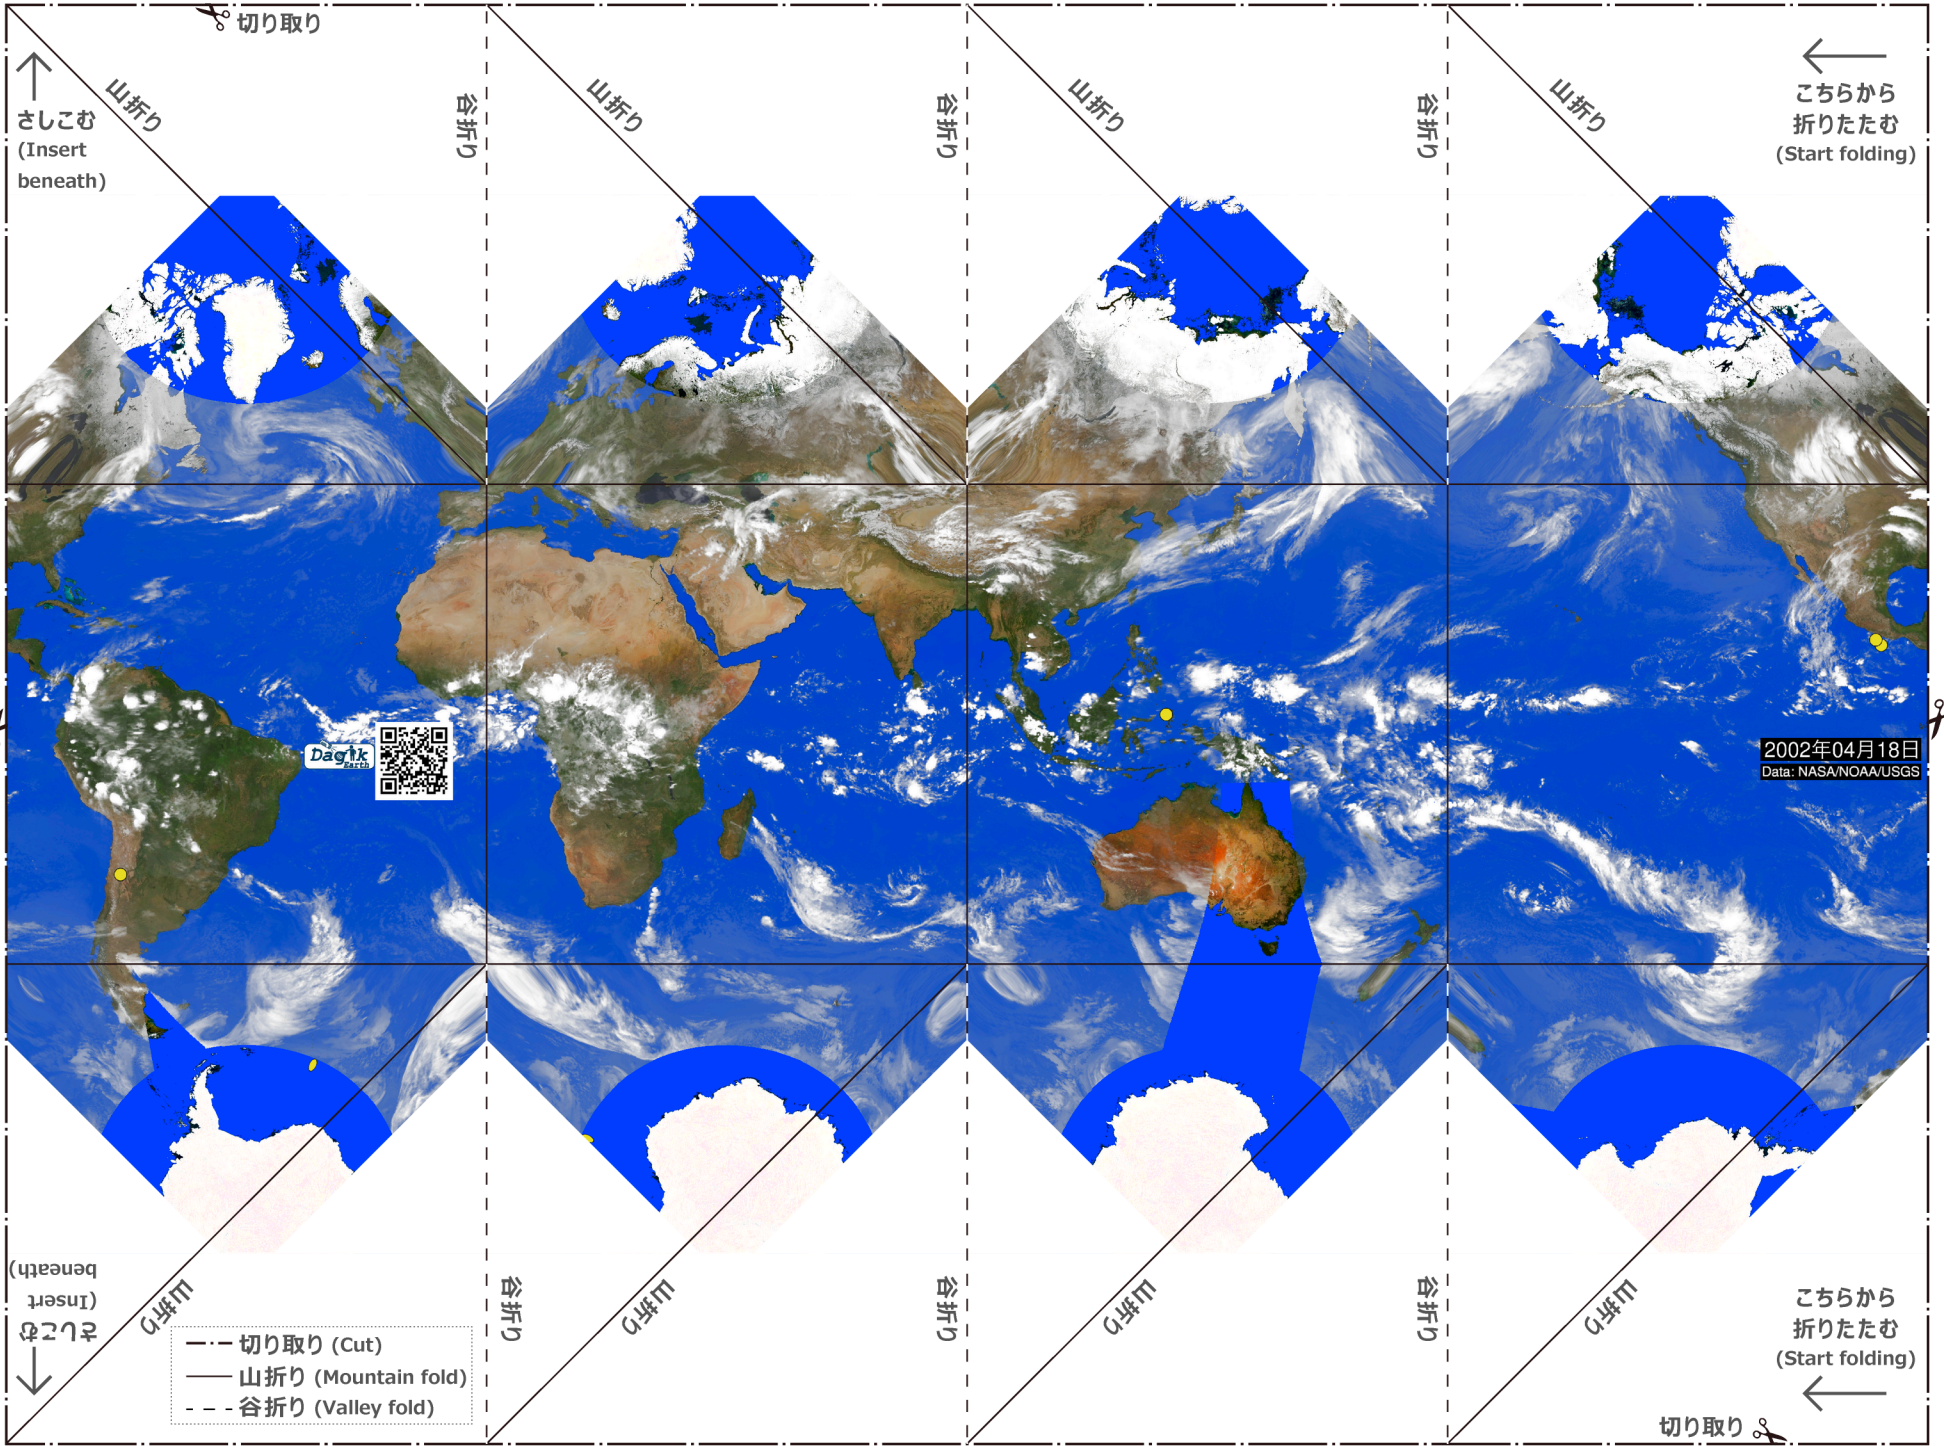 切り取り
山折り
谷折り
山折り
谷折り
山折り
谷折り
山折り
さしこむ
(Insert
beneath)
こちらから
折りたたむ
(Start folding)
Dagik
Earth
2002年04月18日
Data: NASA/NOAA/USGS
さしこむ
(Insert
beneath)
山折り
谷折り
山折り
谷折り
山折り
谷折り
山折り
こちらから
折りたたむ
(Start folding)
切り取り (Cut)
山折り (Mountain fold)
谷折り (Valley fold)
切り取り